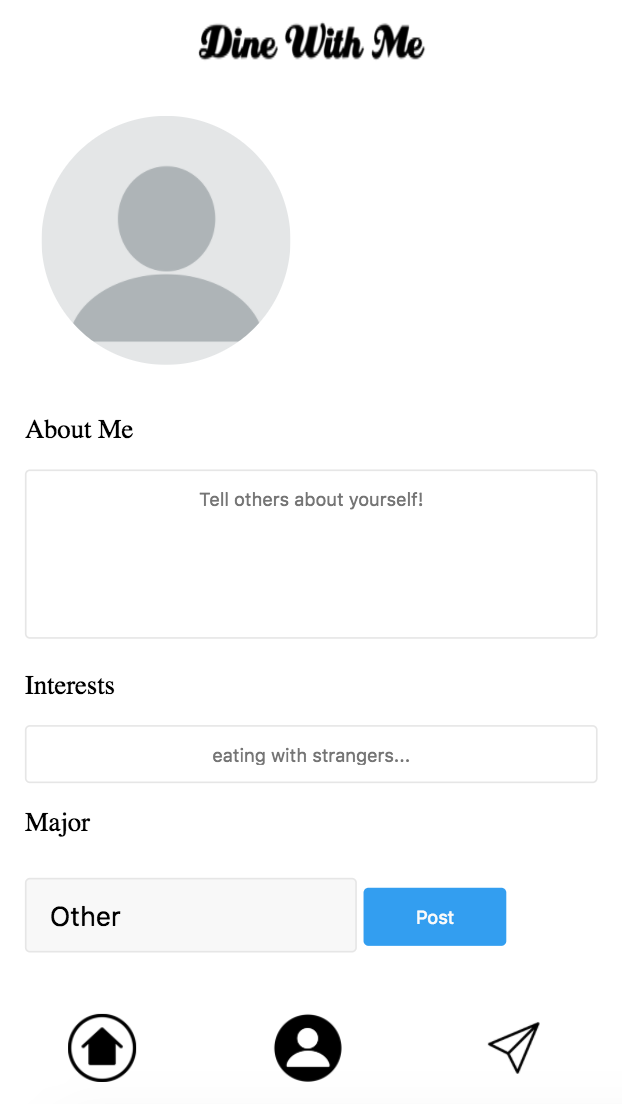 Dine With Me
About Me
Tell others about yourself!
Interests
eating with strangers...
Major
Other
Post